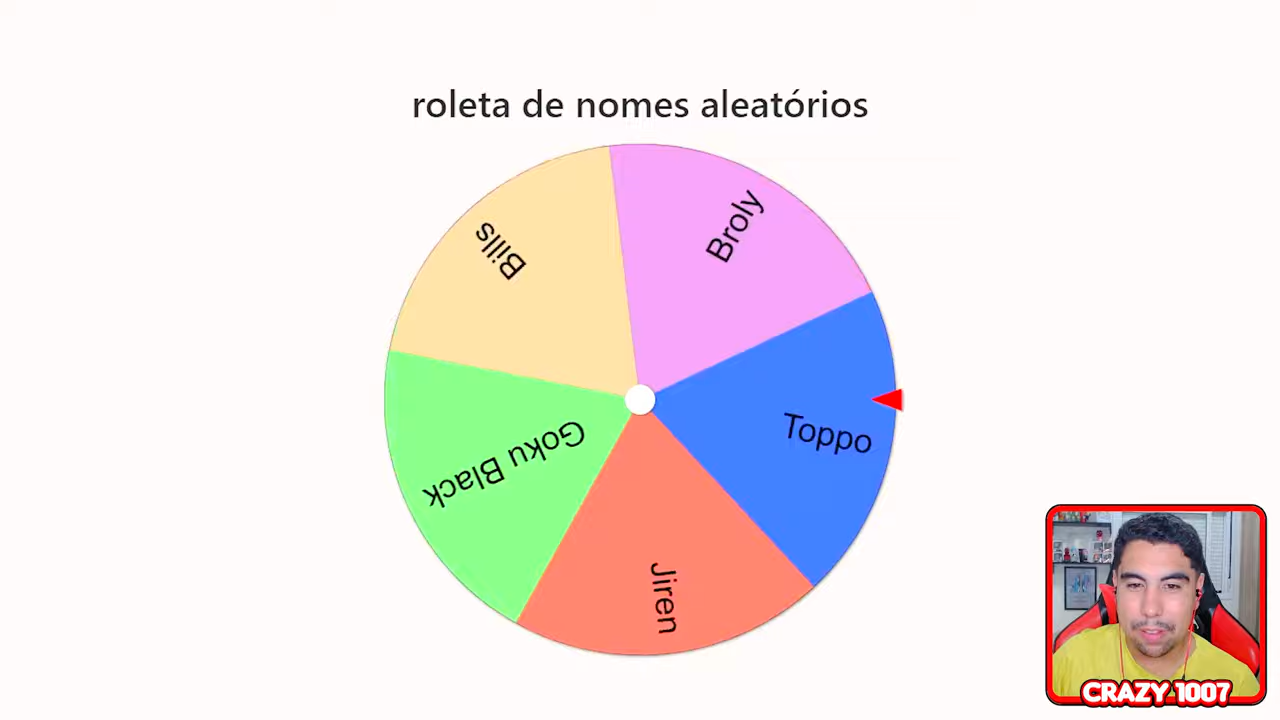 roleta de nomes aleatórios
Bills
Broly
Toppo
Goku Black
Jiren
CRAZY 1007